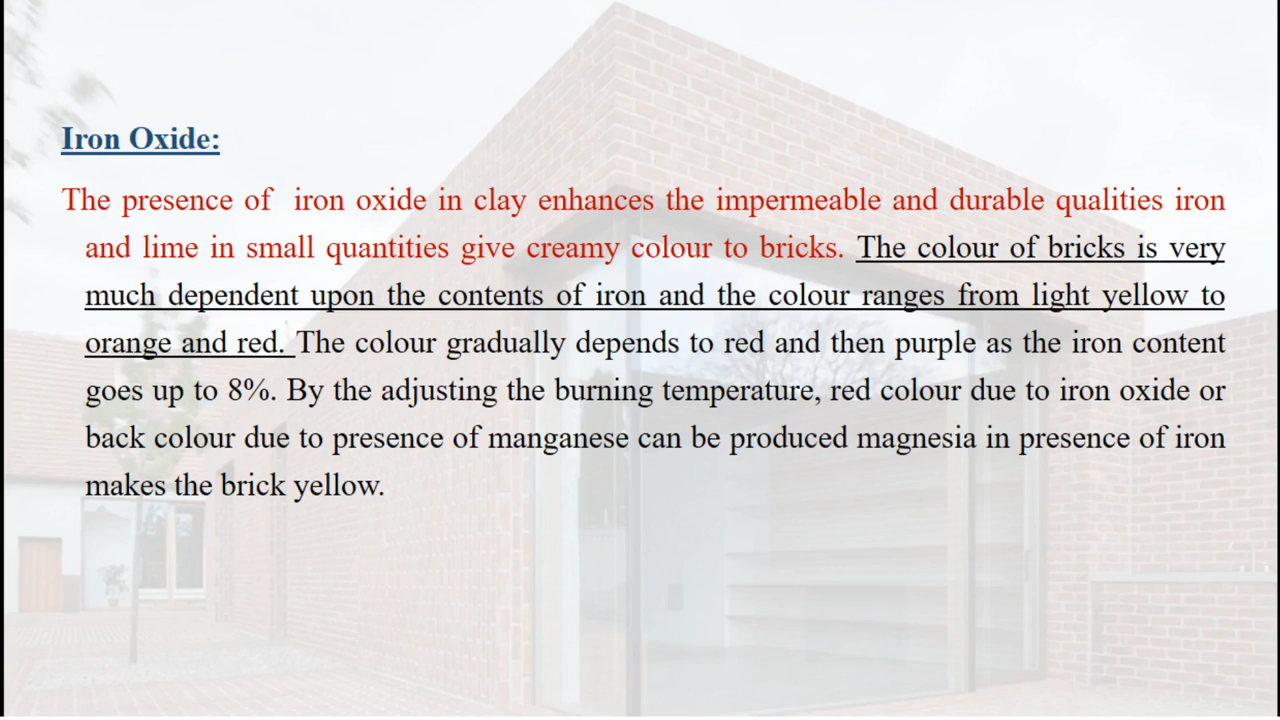 Iron Oxide:
The presence of iron oxide in clay enhances the impermeable and durable qualities iron
and lime in small quantities give creamy colour to bricks. The colour of bricks is very
much dependent upon the contents of iron and the colour ranges from light yellow to
orange and red. The colour gradually depends to red and then purple as the iron content
goes up to 8%. By the adjusting the burning temperature, red colour due to iron oxide or
back colour due to presence of manganese can be produced magnesia in presence of iron
makes the brick yellow.